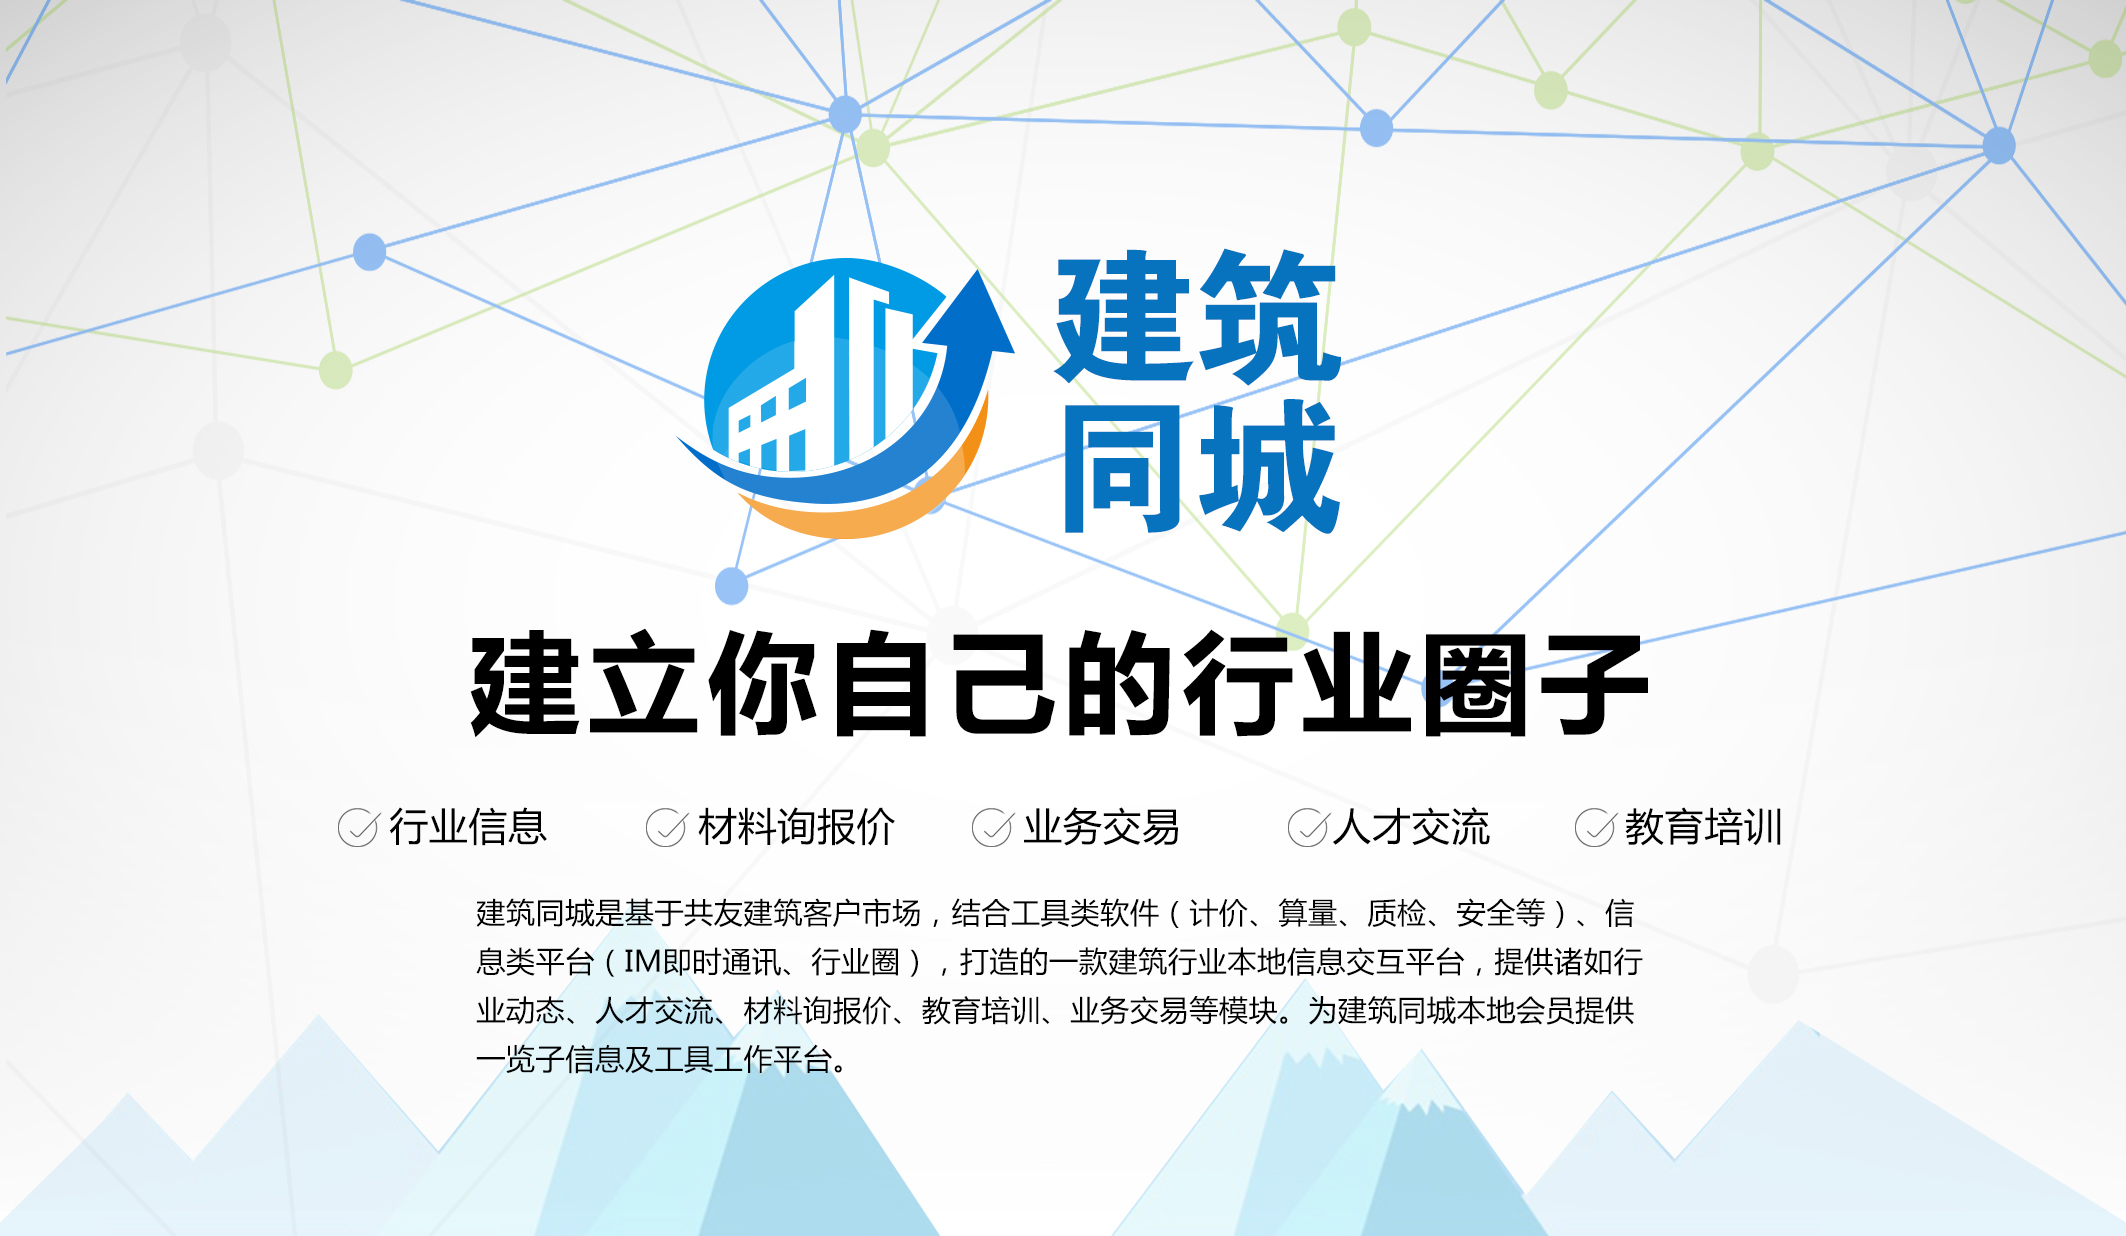 建筑
同城
建立你自己的行业圈子
行业信息 材料询报价 业务交易 人才交流 教育培训
建筑同城是基于共友建筑客户市场，结合工具类软件（计价、算量、质检、安全等）、信
息类平台（IM即时通讯、行业圈），打造的一款建筑行业本地信息交互平台，提供诸如行
业动态、人才交流、材料询报价、教育培训、业务交易等模块。为建筑同城本地会员提供
一览子信息及工具工作平台。